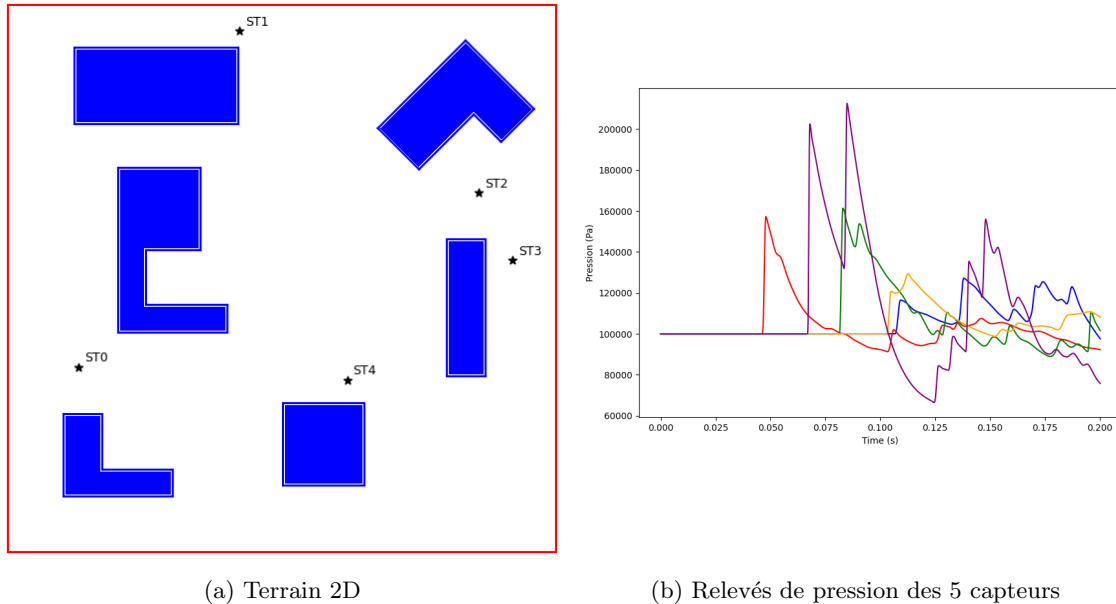 ST1
ST2
ST3
ST0
ST4
200000
180000
160000
140000
120000
100000
80000
60000
Pression (Pa)
0.000 0.025 0.050 0.075 0.100 0.125 0.150 0.175 0.200
Time (s)
(a) Terrain 2D
(b) Relevés de pression des 5 capteurs